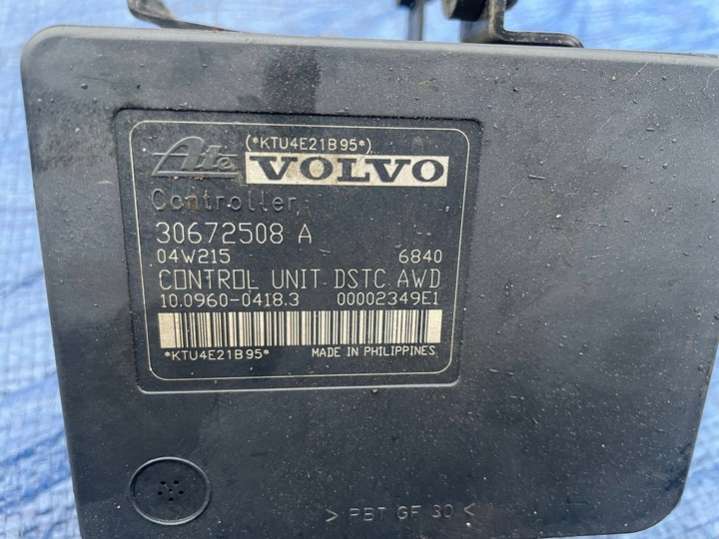 (*KTU4E21B95*)
Ate VOLVO
Controller
30672508 A
04W215 6840
CONTROL UNIT DSTC AWD
10.0960-0418.3 00002349E1
*KTU4E21B95* MADE IN PHILIPPINES
> PBT GF 30 <